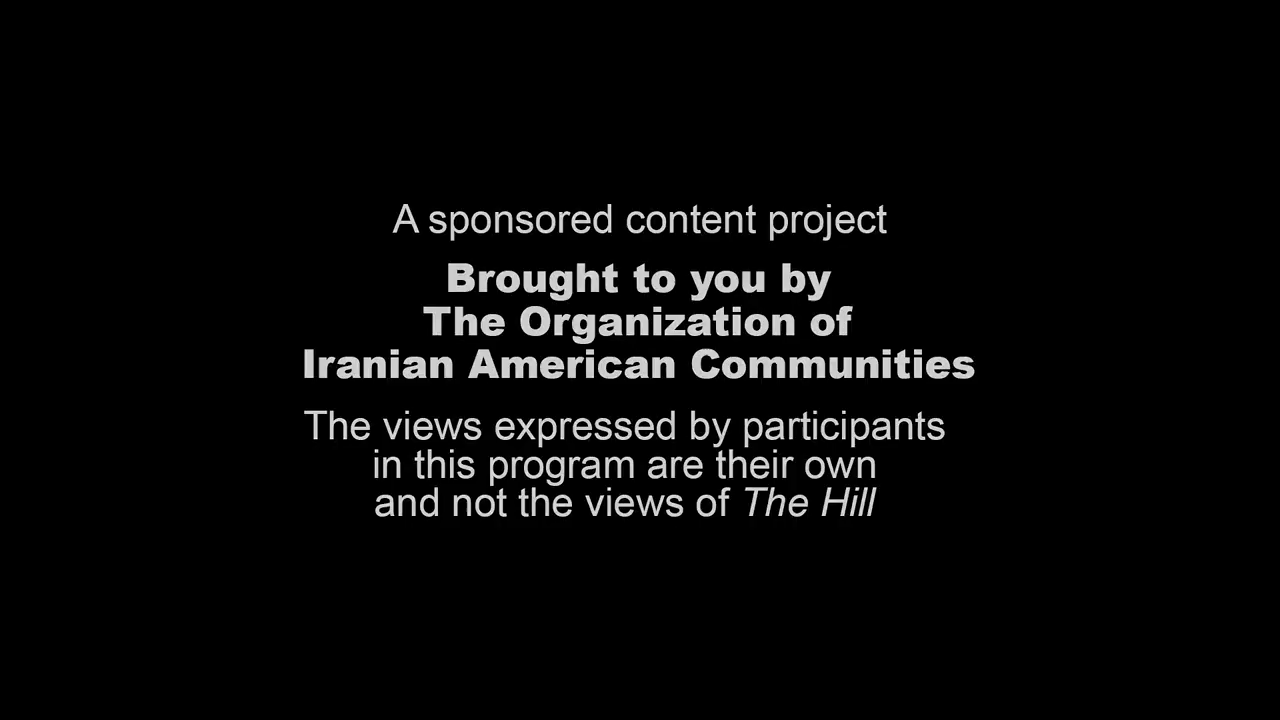 A sponsored content project
Brought to you by
The Organization of
Iranian American Communities
The views expressed by participants
in this program are their own
and not the views of The Hill